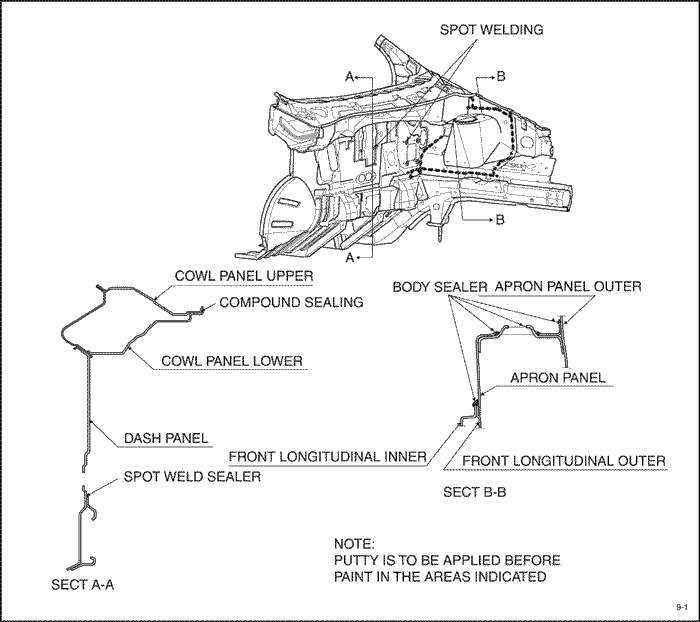 SPOT WELDING
A
B
B
A
COWL PANEL UPPER
COMPOUND SEALING
COWL PANEL LOWER
DASH PANEL
SPOT WELD SEALER
SECT A-A
BODY SEALER
APRON PANEL OUTER
APRON PANEL
FRONT LONGITUDINAL INNER
FRONT LONGITUDINAL OUTER
SECT B-B
NOTE:
PUTTY IS TO BE APPLIED BEFORE
PAINT IN THE AREAS INDICATED
9-1